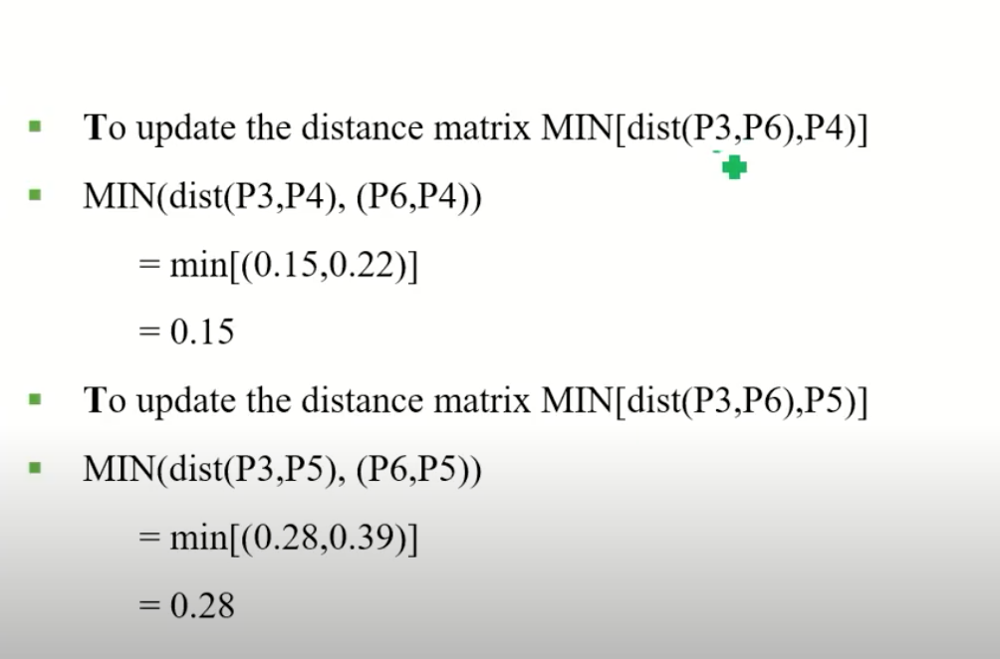 To update the distance matrix MIN[dist(P3,P6),P4)]
MIN(dist(P3,P4), (P6,P4))
= min[(0.15,0.22)]
= 0.15
To update the distance matrix MIN[dist(P3,P6),P5)]
MIN(dist(P3,P5), (P6,P5))
= min[(0.28,0.39)]
= 0.28